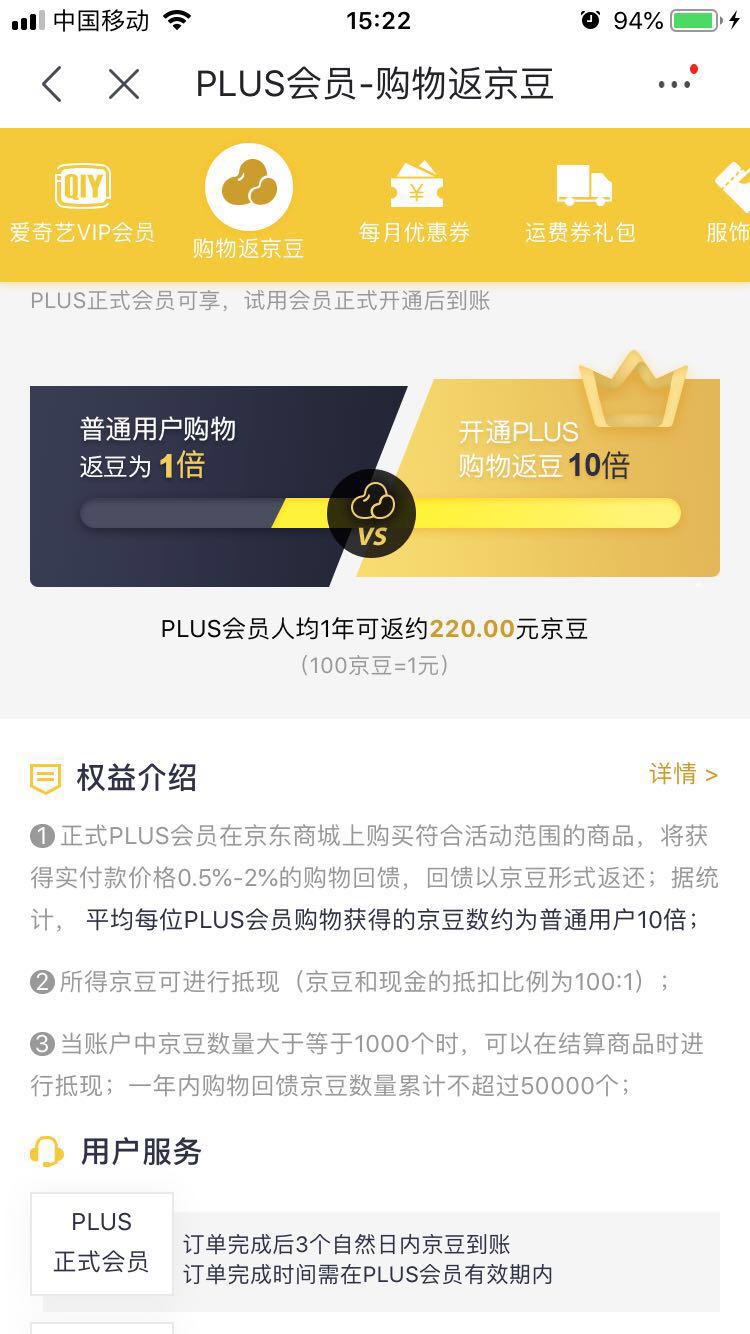 中国移动 15:22 94%
PLUS会员-购物返京豆
QIY
爱奇艺VIP会员 购物返京豆 ¥ 每月优惠券 运费券礼包 服饰
PLUS正式会员可享，试用会员正式开通后到账
普通用户购物
返豆为 1倍
开通PLUS
购物返豆 10倍
VS
PLUS会员人均1年可返约220.00元京豆
（100京豆=1元）
权益介绍 详情 >
1 正式PLUS会员在京东商城上购买符合活动范围的商品，将获
得实付款价格0.5%-2%的购物回馈，回馈以京豆形式返还；据统
计， 平均每位PLUS会员购物获得的京豆数约为普通用户10倍；
2 所得京豆可进行抵现（京豆和现金的抵扣比例为100:1）；
3 当账户中京豆数量大于等于1000个时，可以在结算商品时进
行抵现；一年内购物回馈京豆数量累计不超过50000个；
用户服务
PLUS
正式会员
订单完成后3个自然日内京豆到账
订单完成时间需在PLUS会员有效期内